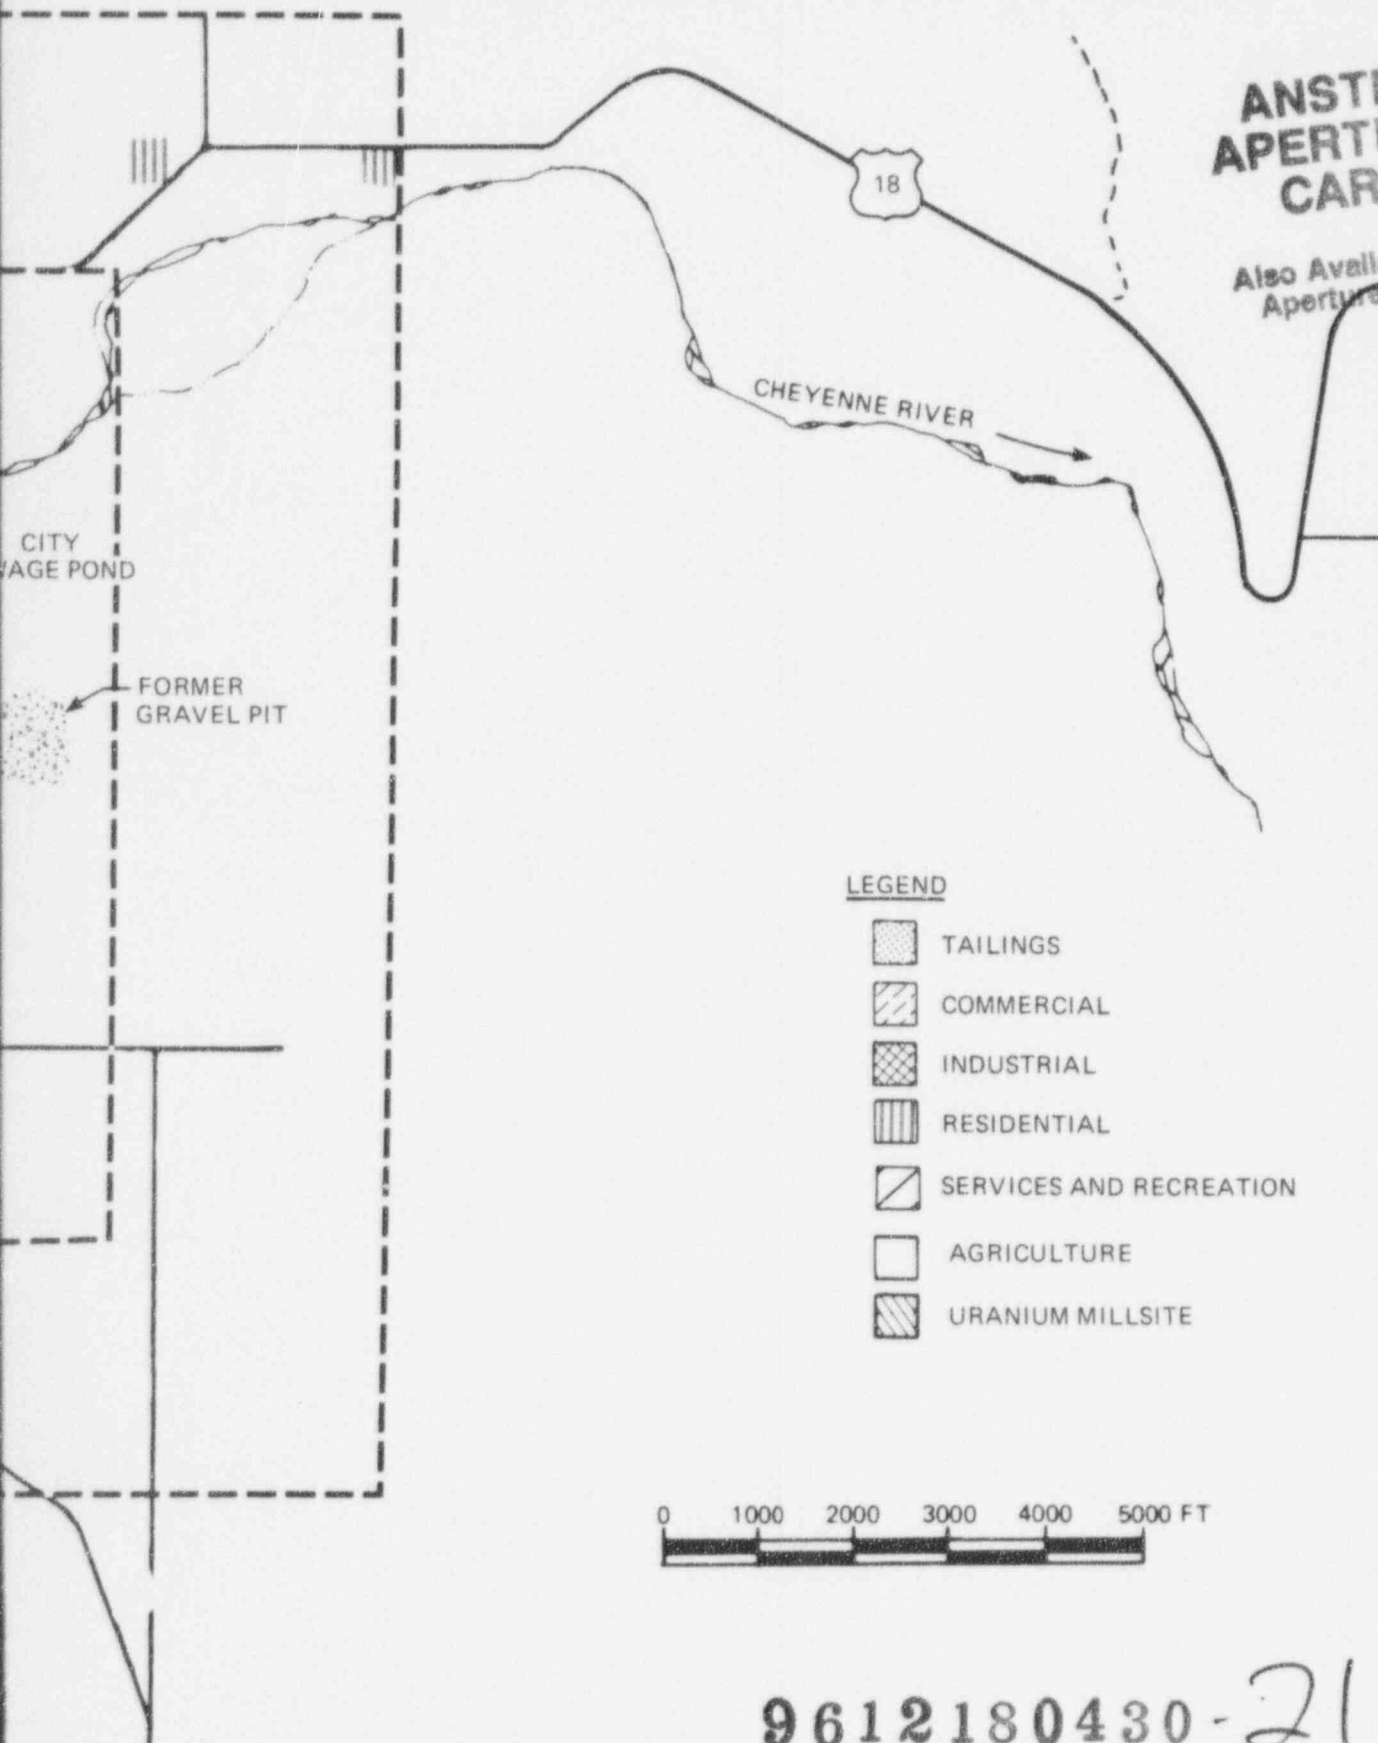 ANST
APERT
CAR
Also Avail
Aperture
18
CHEYENNE RIVER
CITY
WAGE POND
FORMER
GRAVEL PIT
LEGEND
TAILINGS
COMMERCIAL
INDUSTRIAL
RESIDENTIAL
SERVICES AND RECREATION
AGRICULTURE
URANIUM MILLSITE
0 1000 2000 3000 4000 5000 FT
9612180430-21